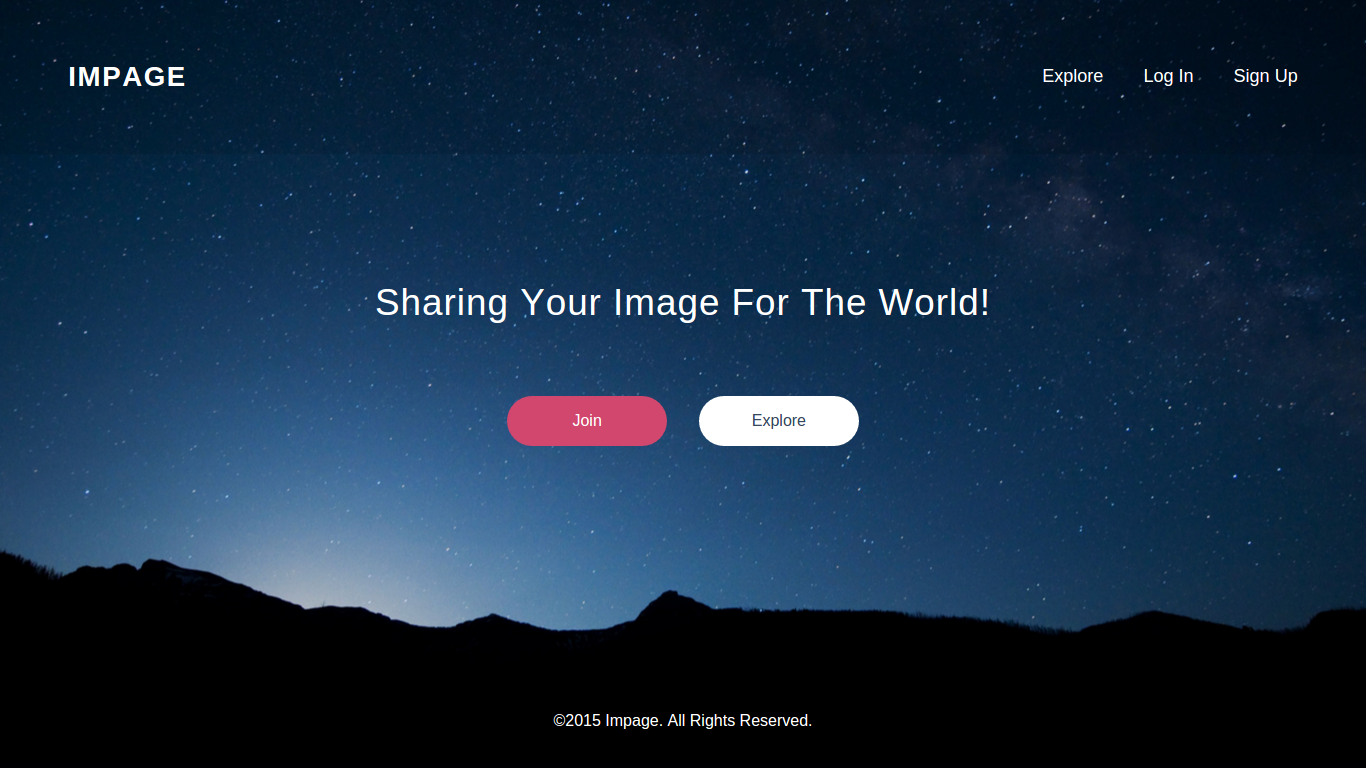 IMPAGE
Explore
Log In
Sign Up
Sharing Your Image For The World!
Join
Explore
©2015 Impage. All Rights Reserved.